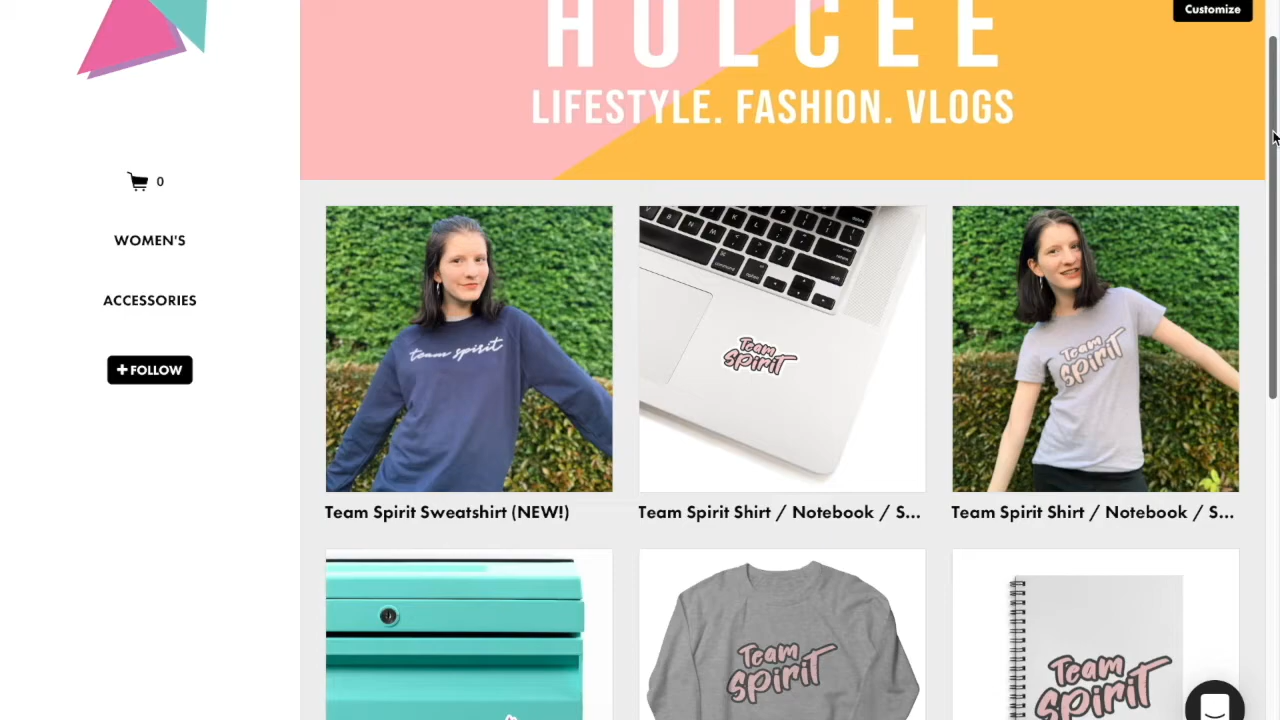 Customize
HOLCEE
LIFESTYLE. FASHION. VLOGS
0
WOMEN'S
ACCESSORIES
+ FOLLOW
team spirit
Team
Spirit
Team
Spirit
Team Spirit Sweatshirt (NEW!)
Team Spirit Shirt / Notebook / S...
Team Spirit Shirt / Notebook / S...
Team
Spirit
Team
Spirit